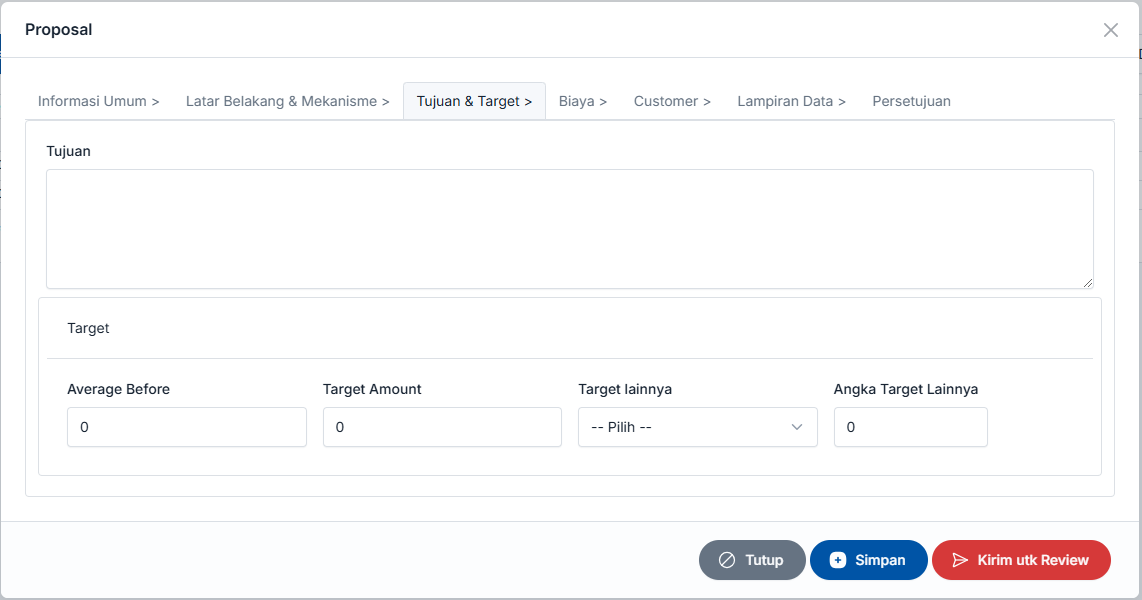 Proposal
Informasi Umum > Latar Belakang & Mekanisme > Tujuan & Target > Biaya > Customer > Lampiran Data > Persetujuan
Tujuan
Target
Average Before Target Amount Target lainnya Angka Target Lainnya
0 0 -- Pilih -- 0
Tutup Simpan Kirim utk Review